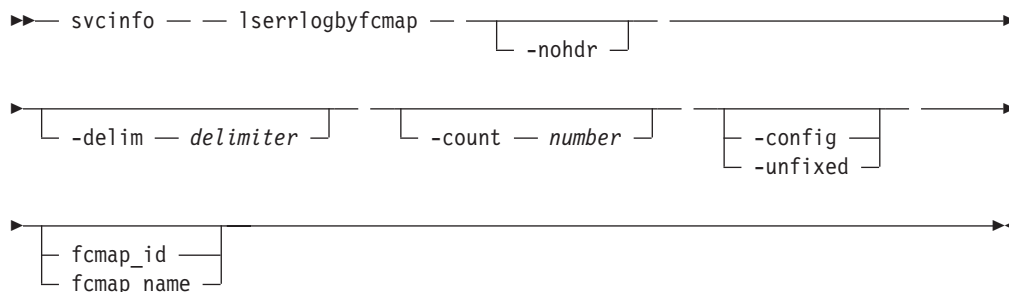 svcinfo lserrlogbyfcmap
-nohdr
-delim delimiter -count number -config
-unfixed
fcmap_id
fcmap_name